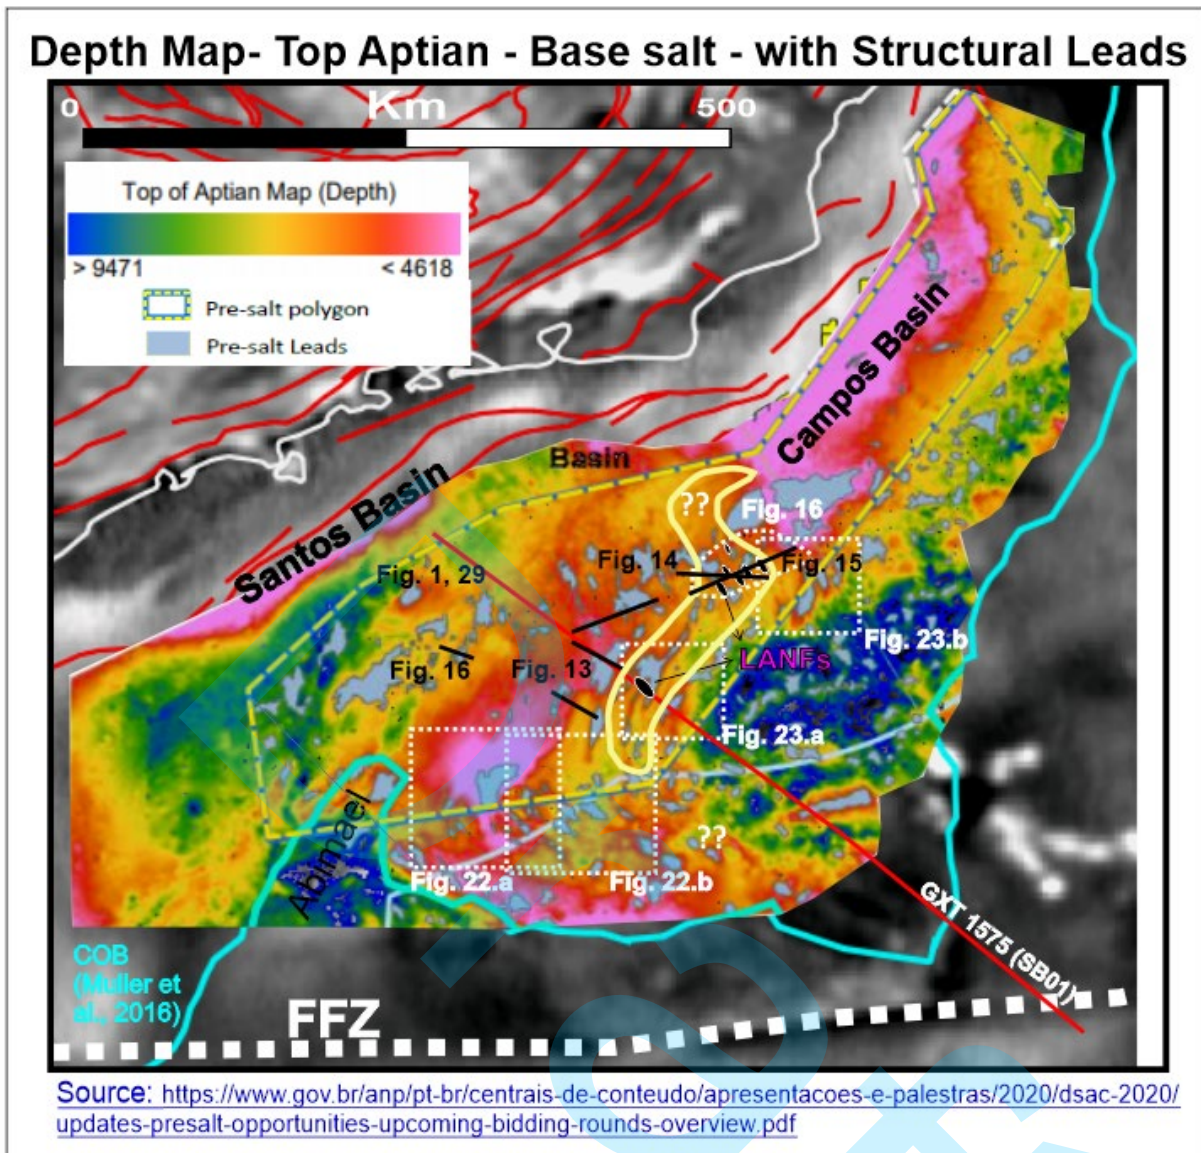 Depth Map- Top Aptian - Base salt - with Structural Leads
0 Km 500
Top of Aptian Map (Depth)
> 9471 < 4618
Pre-salt polygon
Pre-salt Leads
Campos Basin
Basin
Santos Basin
??
Fig. 16
Fig. 14
Fig. 15
Fig. 1, 29
Fig. 23.b
LANFs
Fig. 16
Fig. 13
Fig. 23.a
Abimael
??
Fig. 22.a
Fig. 22.b
GXT 1575 (SB01)
COB
(Muller et
al., 2016)
FFZ
Source: https://www.gov.br/anp/pt-br/centrais-de-conteudo/apresentacoes-e-palestras/2020/dsac-2020/
updates-presalt-opportunities-upcoming-bidding-rounds-overview.pdf